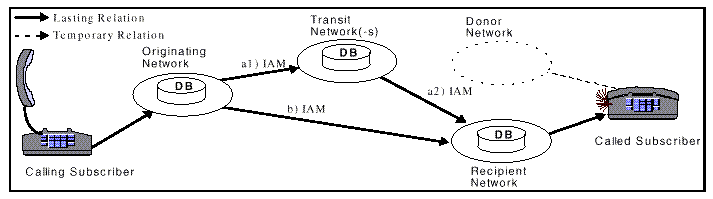 Lasting Relation
Temporary Relation
Transit
Network(-s)
DB
Donor
Network
Originating
Network
DB
a1) IAM
a2) IAM
b) IAM
DB
Recipient
Network
Calling Subscriber
Called Subscriber